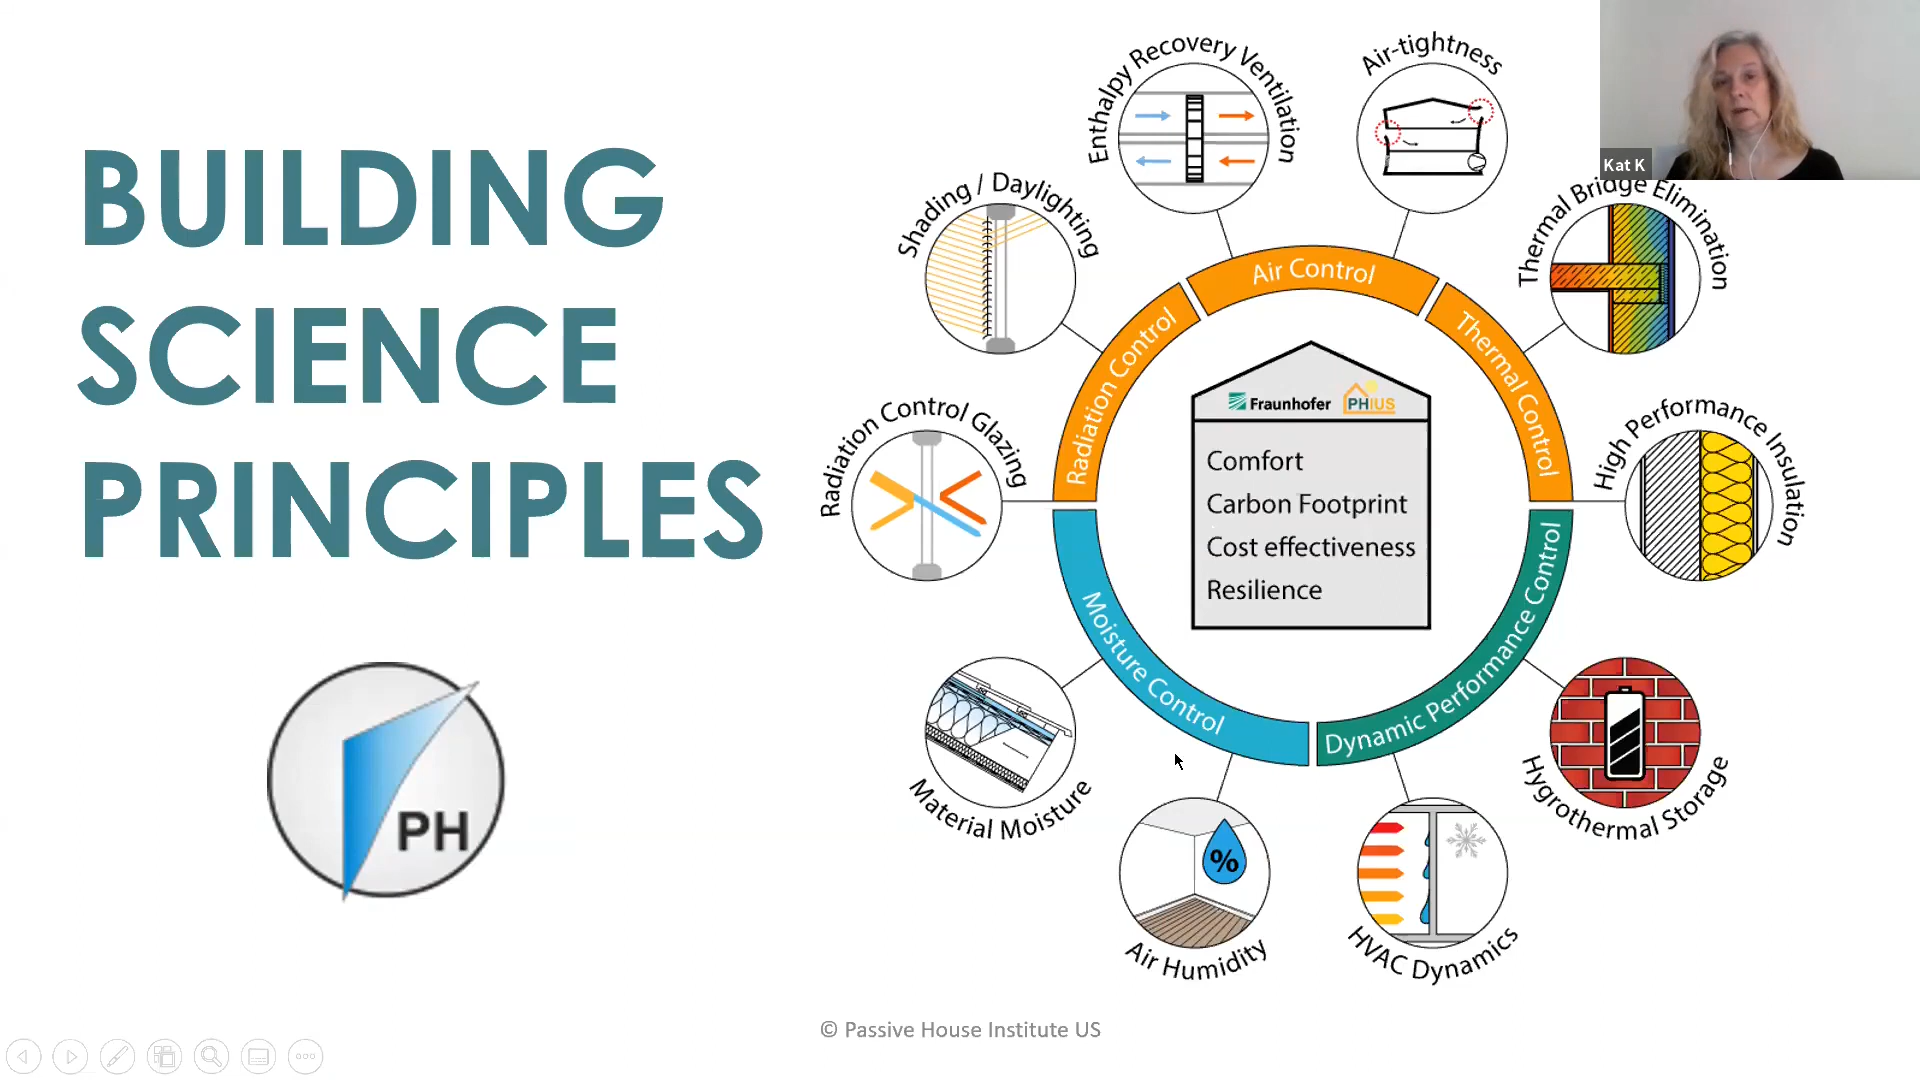 BUILDING
SCIENCE
PRINCIPLES
PH
Enthalpy Recovery Ventilation
Air-tightness
Kat K
Shading / Daylighting
Thermal Bridge Elimination
Air Control
Radiation Control
Thermal Control
Radiation Control Glazing
High Performance Insulation
Fraunhofer
PHIUS
Comfort
Carbon Footprint
Cost effectiveness
Resilience
Moisture Control
Dynamic Performance Control
Material Moisture
Hygrothermal Storage
%
Air Humidity
HVAC Dynamics
© Passive House Institute US